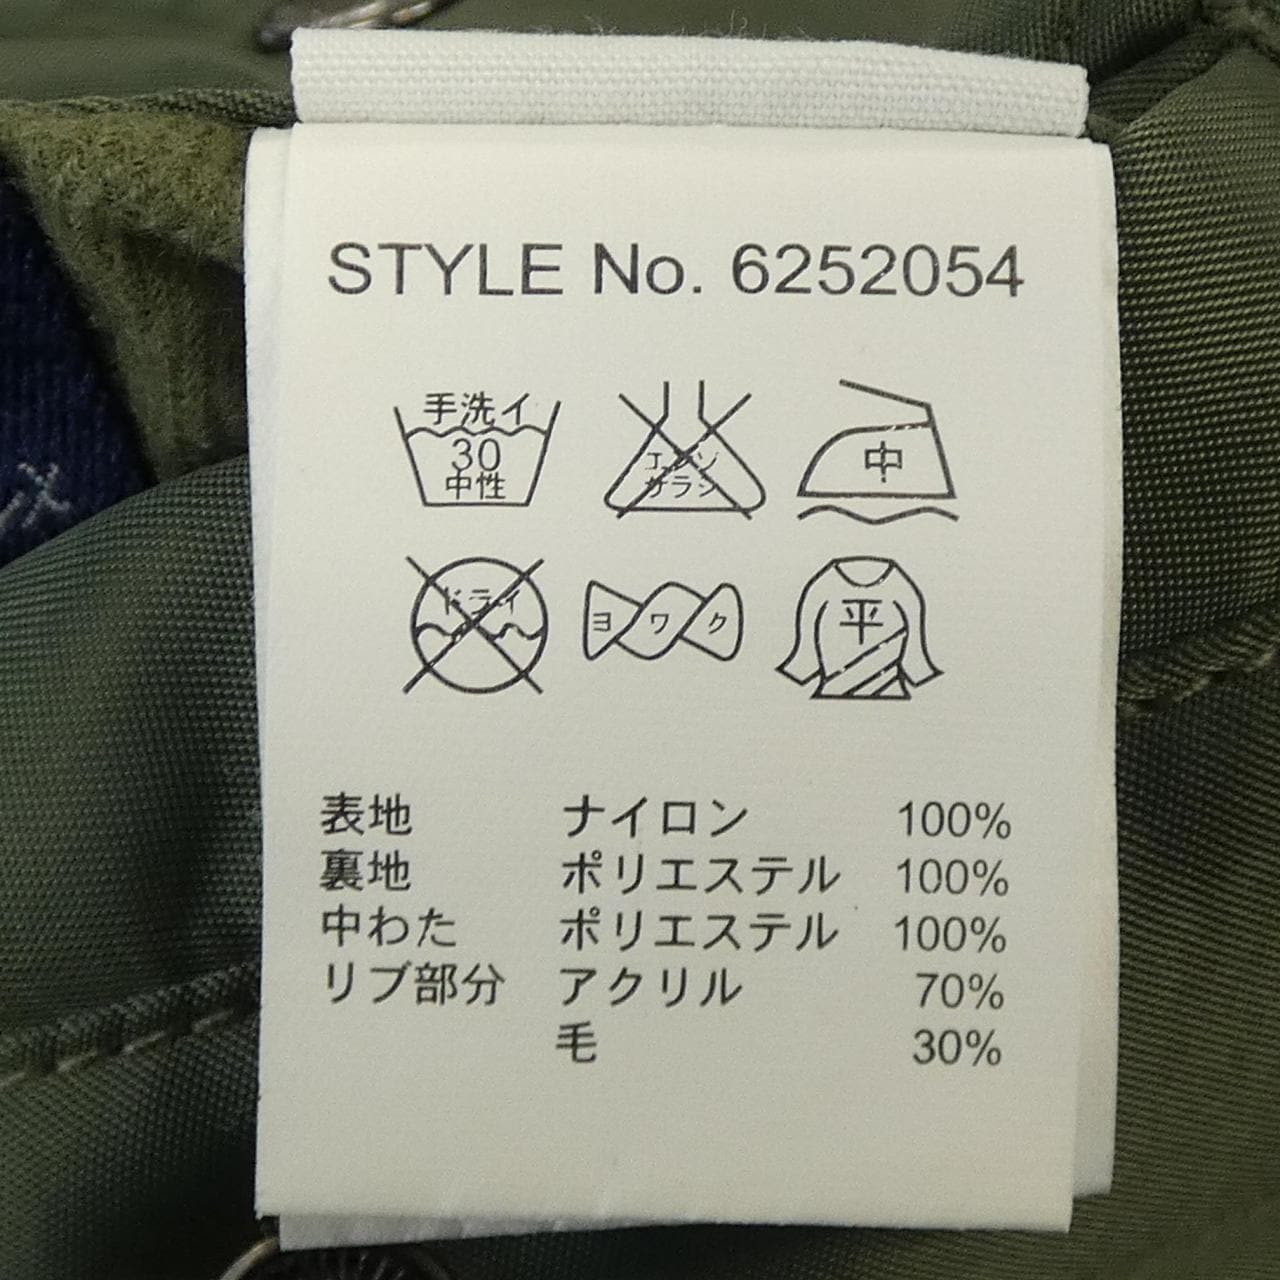 STYLE No. 6252054
手洗イ
30
中性
エンソ
サラシ
中
ドライ
ヨワク
平
表地 ナイロン 100%
裏地 ポリエステル 100%
中わた ポリエステル 100%
リブ部分 アクリル 70%
毛 30%